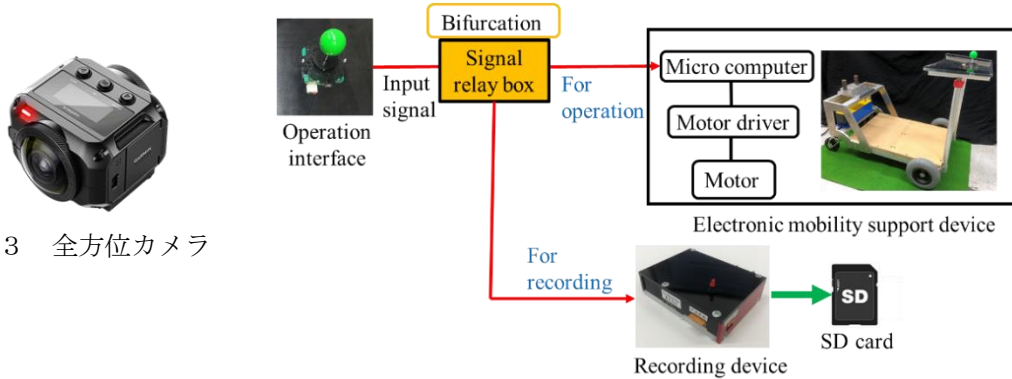 3 全方位カメラ
Bifurcation
Signal
relay box
Input
signal
Operation
interface
For
operation
Micro computer
Motor driver
Motor
Electronic mobility support device
For
recording
Recording device
SD
SD card